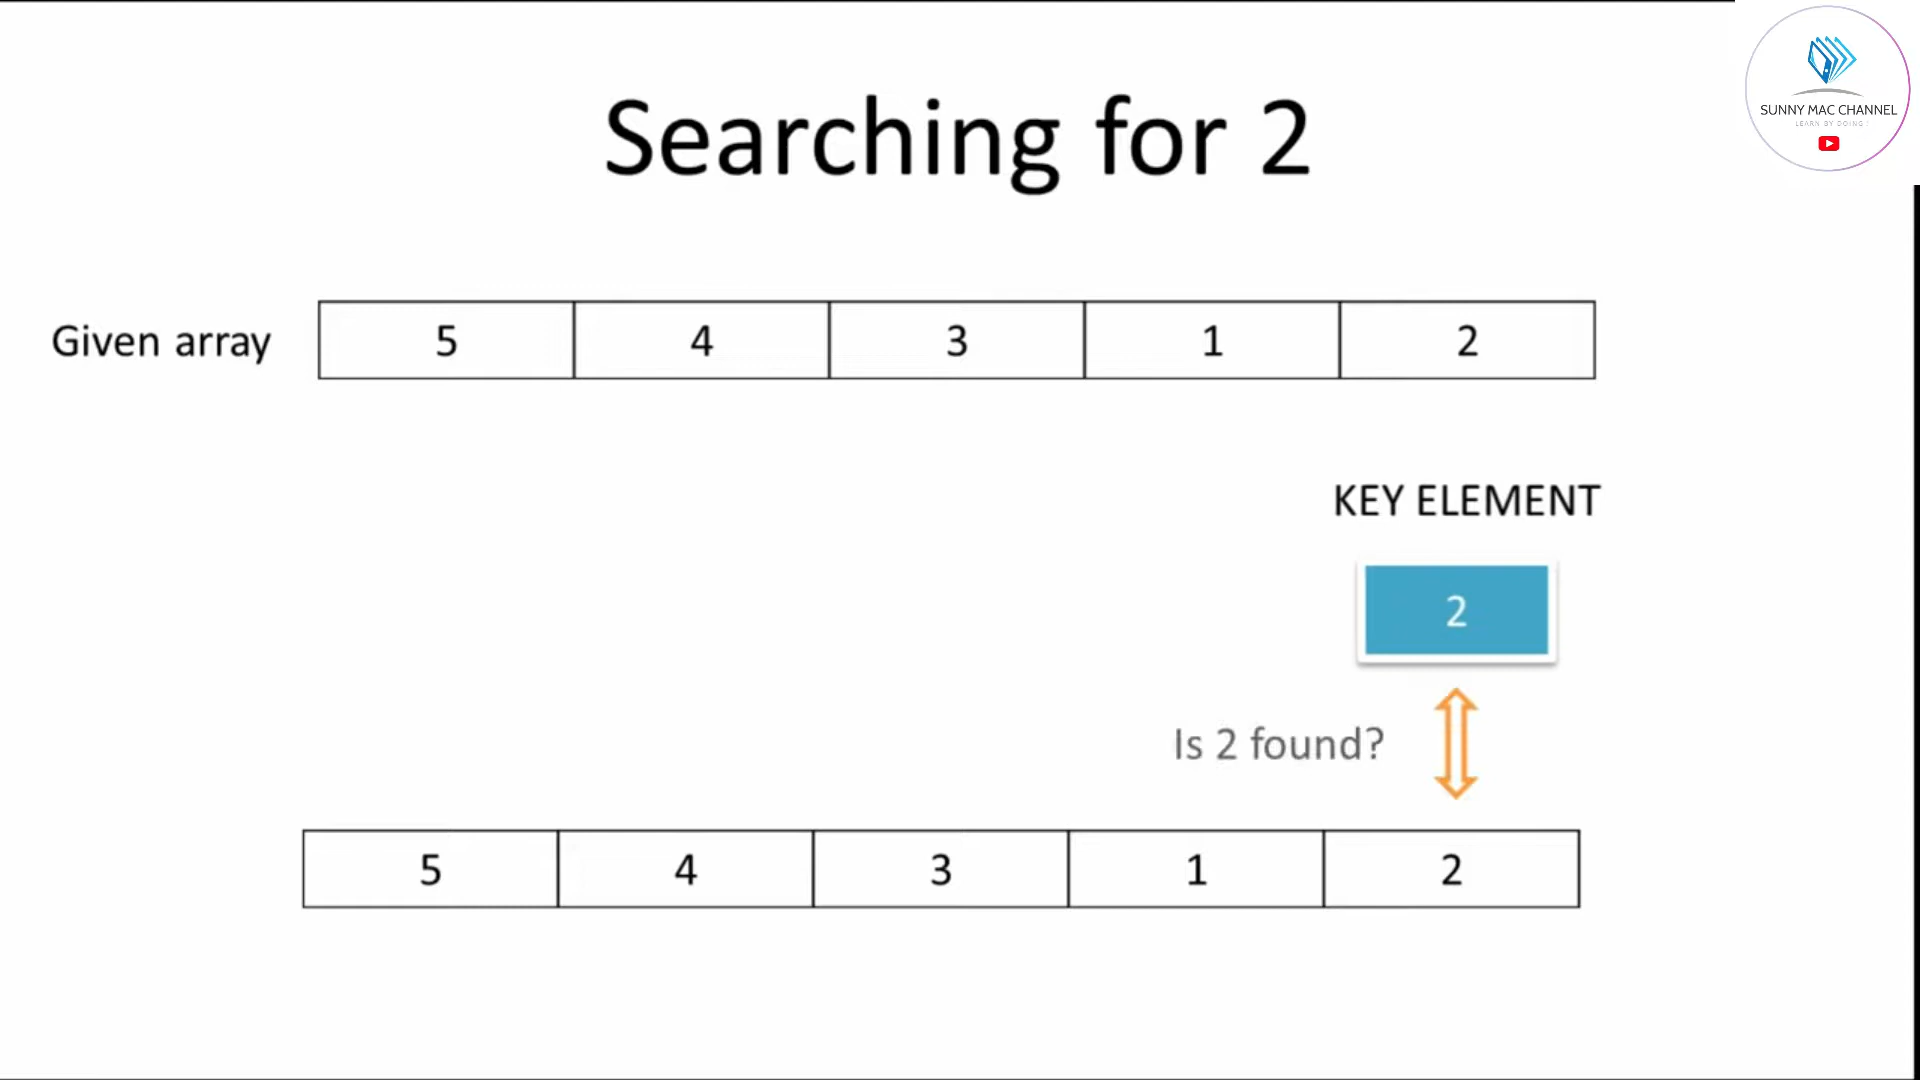 SUNNY MAC CHANNEL
LEARN BY DOING
Searching for 2
Given array 5 4 3 1 2
KEY ELEMENT
2
Is 2 found?
5 4 3 1 2